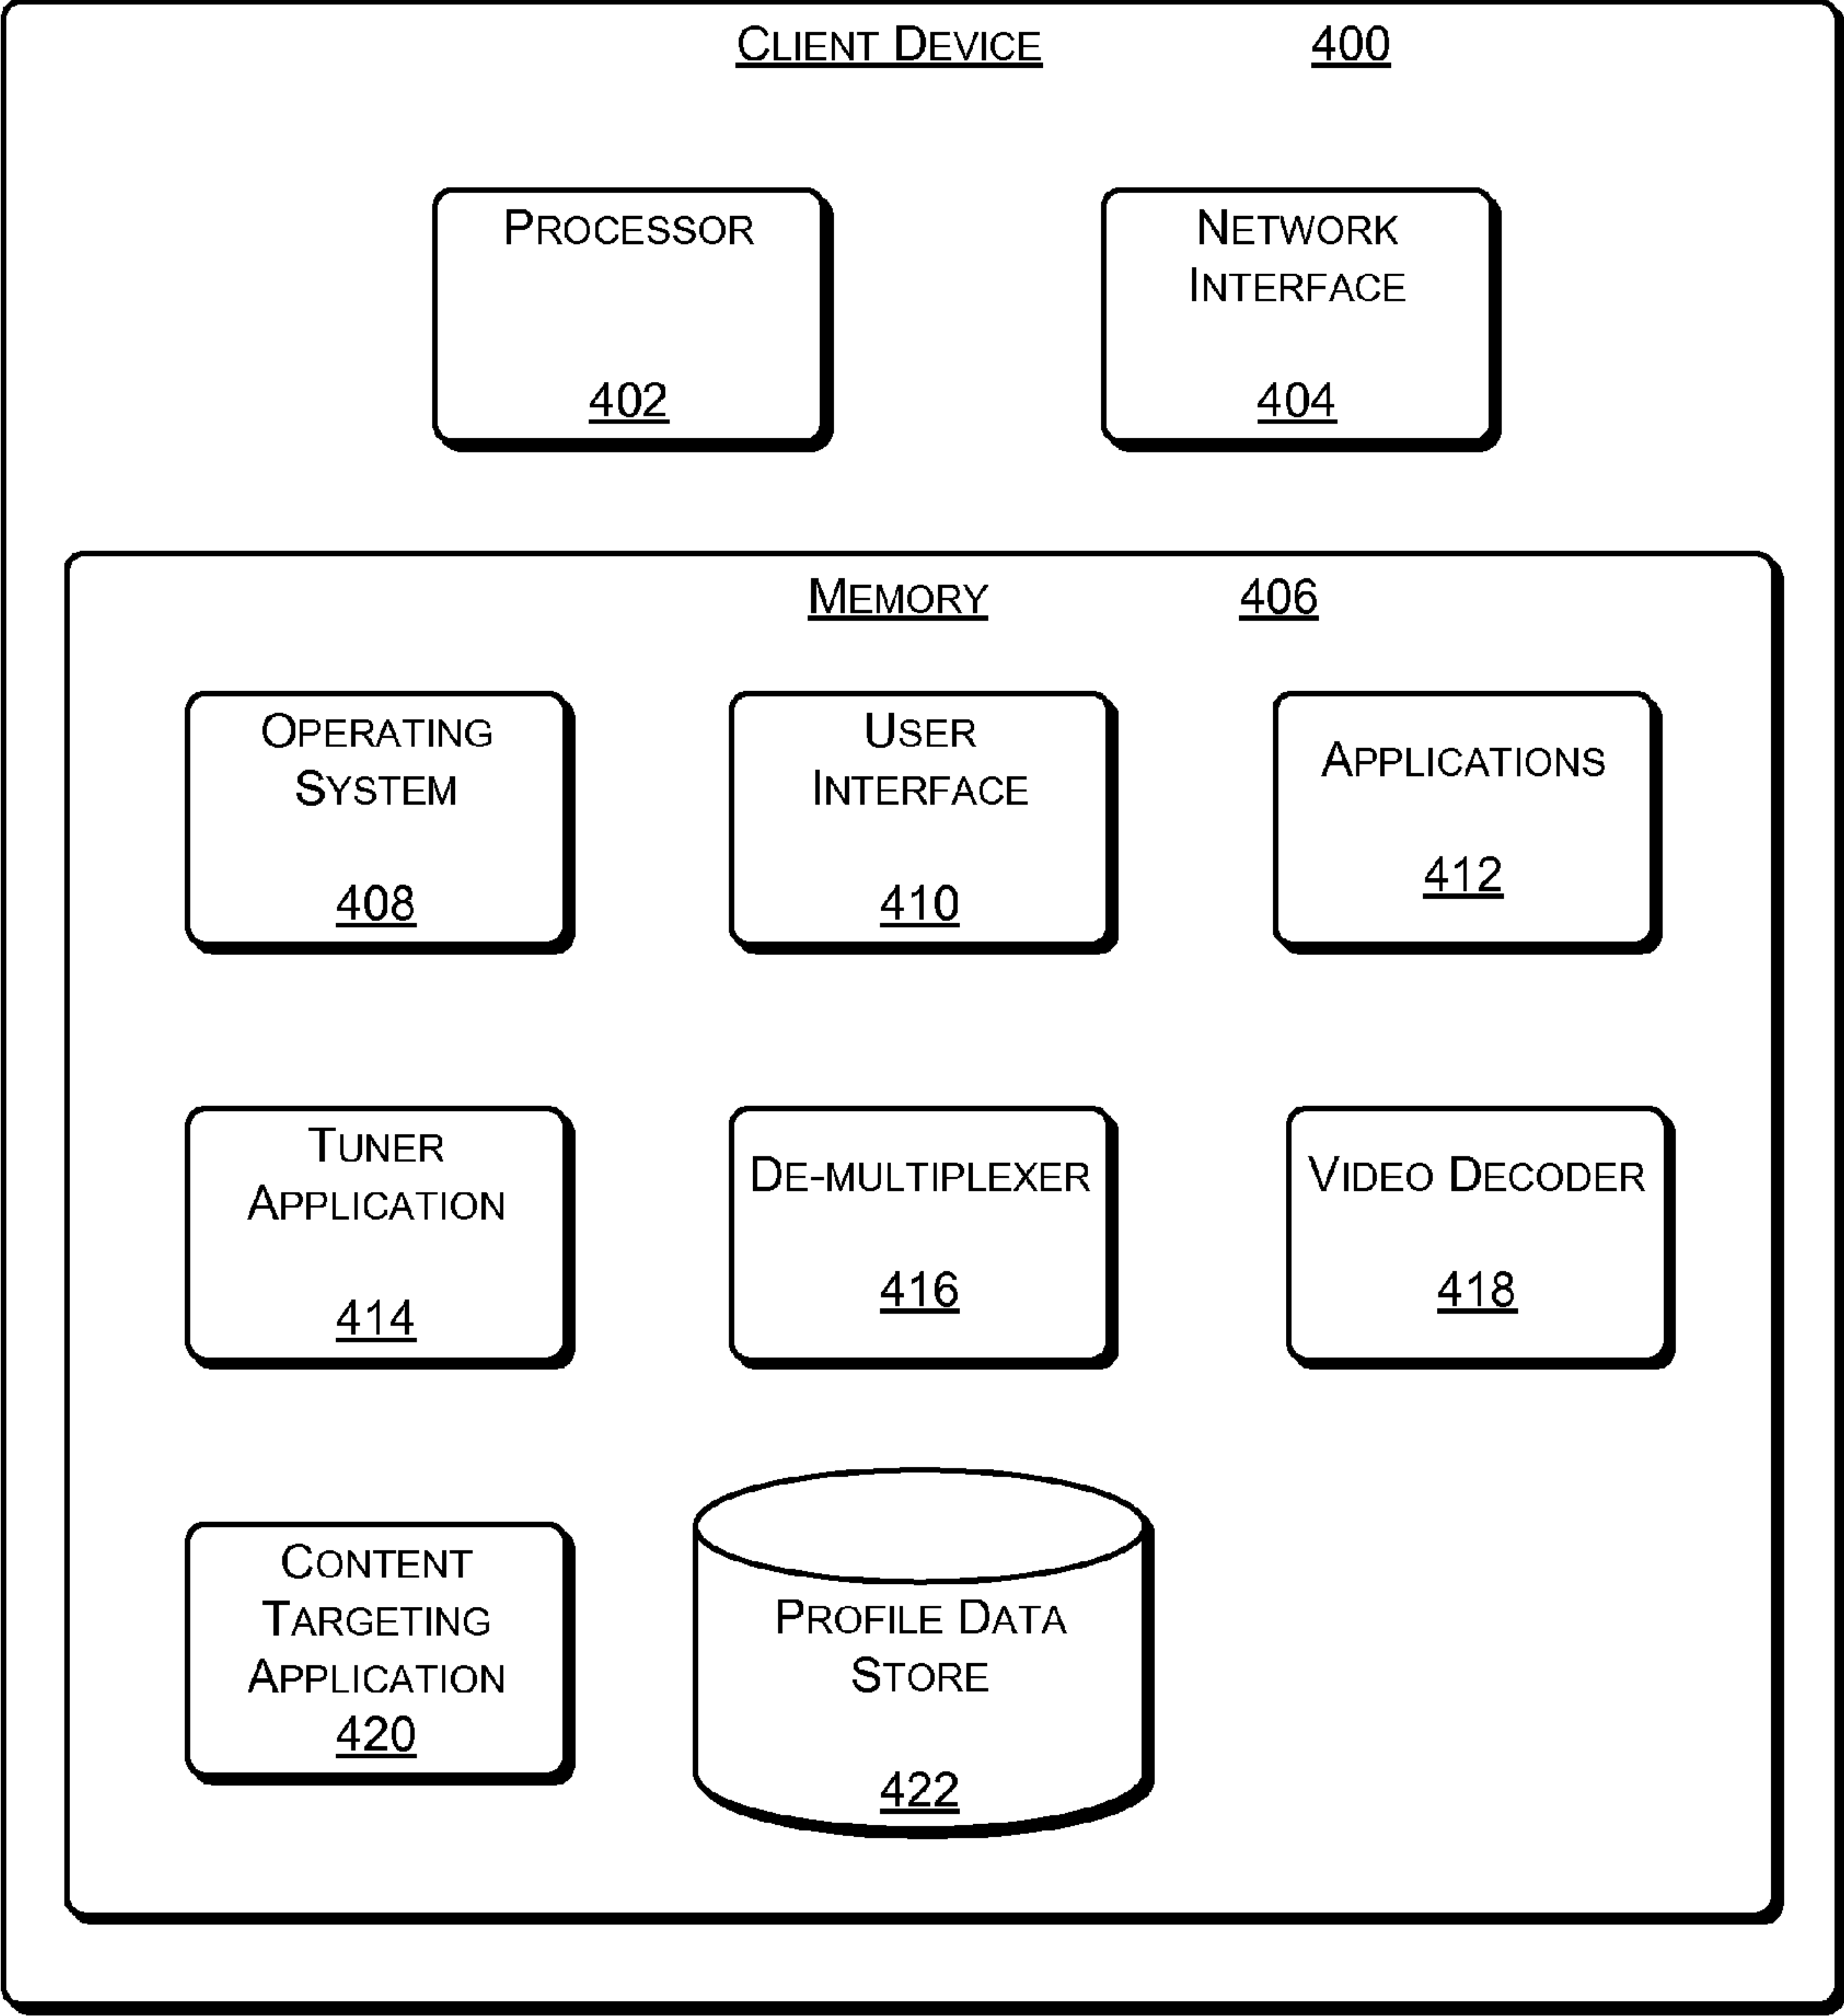 CLIENT DEVICE 400
PROCESSOR
402
NETWORK
INTERFACE
404
MEMORY 406
OPERATING
SYSTEM
408
USER
INTERFACE
410
APPLICATIONS
412
TUNER
APPLICATION
414
DE-MULTIPLEXER
416
VIDEO DECODER
418
CONTENT
TARGETING
APPLICATION
420
PROFILE DATA
STORE
422